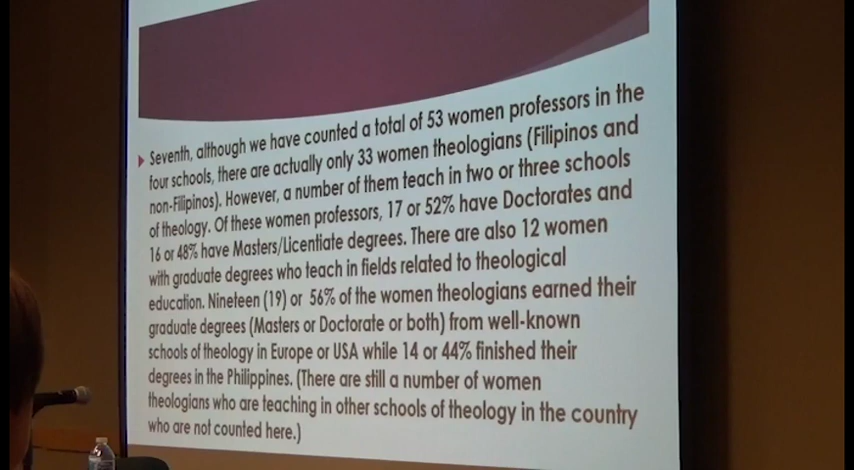 Seventh, although we have counted a total of 53 women professors in the
four schools, there are actually only 33 women theologians (Filipinos and
non-Filipinos). However, a number of them teach in two or three schools
of theology. Of these women professors, 17 or 52% have Doctorates and
16 or 48% have Masters/Licentiate degrees. There are also 12 women
with graduate degrees who teach in fields related to theological
education. Nineteen (19) or 56% of the women theologians earned their
graduate degrees (Masters or Doctorate or both) from well-known
schools of theology in Europe or USA while 14 or 44% finished their
degrees in the Philippines. (There are still a number of women
theologians who are teaching in other schools of theology in the country
who are not counted here.)